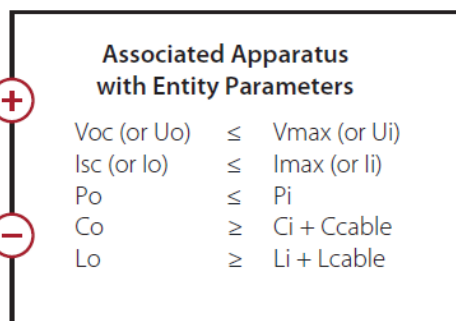 Associated Apparatus
with Entity Parameters
Voc (or Uo) ≤ Vmax (or Ui)
Isc (or Io) ≤ Imax (or Ii)
Po ≤ Pi
Co ≥ Ci + Ccable
Lo ≥ Li + Lcable
+
−